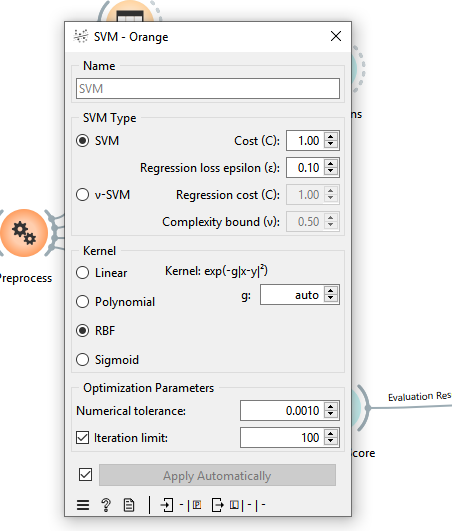 SVM - Orange
Name
SVM
ns
SVM Type
SVM Cost (C): 1.00
Regression loss epsilon (ε): 0.10
ν-SVM Regression cost (C): 1.00
Complexity bound (ν): 0.50
Preprocess
Kernel
Linear Kernel: exp(-g|x-y|²)
g: auto
Polynomial
RBF
Sigmoid
Optimization Parameters
Numerical tolerance: 0.0010
Evaluation Res
Iteration limit: 100
core
Apply Automatically
? - | P - | L | - | -